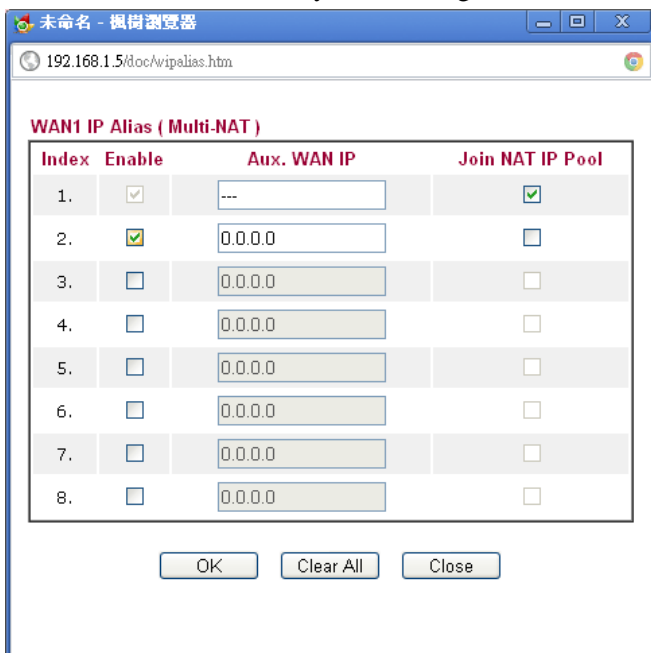 未命名 - 楓樹瀏覽器
192.168.1.5/doc/wipalias.htm
WAN1 IP Alias ( Multi-NAT )
Index Enable Aux. WAN IP Join NAT IP Pool
1. ---
2. 0.0.0.0
3. 0.0.0.0
4. 0.0.0.0
5. 0.0.0.0
6. 0.0.0.0
7. 0.0.0.0
8. 0.0.0.0
OK Clear All Close